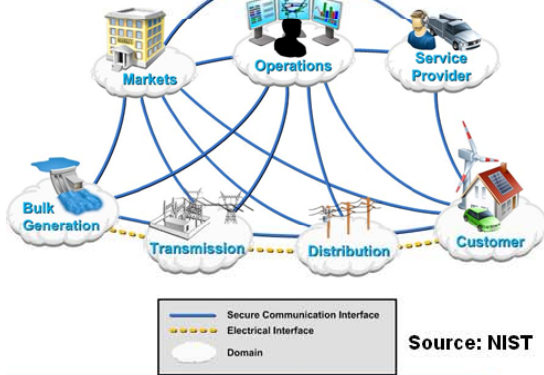 Markets
Operations
Service
Provider
Bulk
Generation
Transmission
Distribution
Customer
Secure Communication Interface
Electrical Interface
Domain
Source: NIST